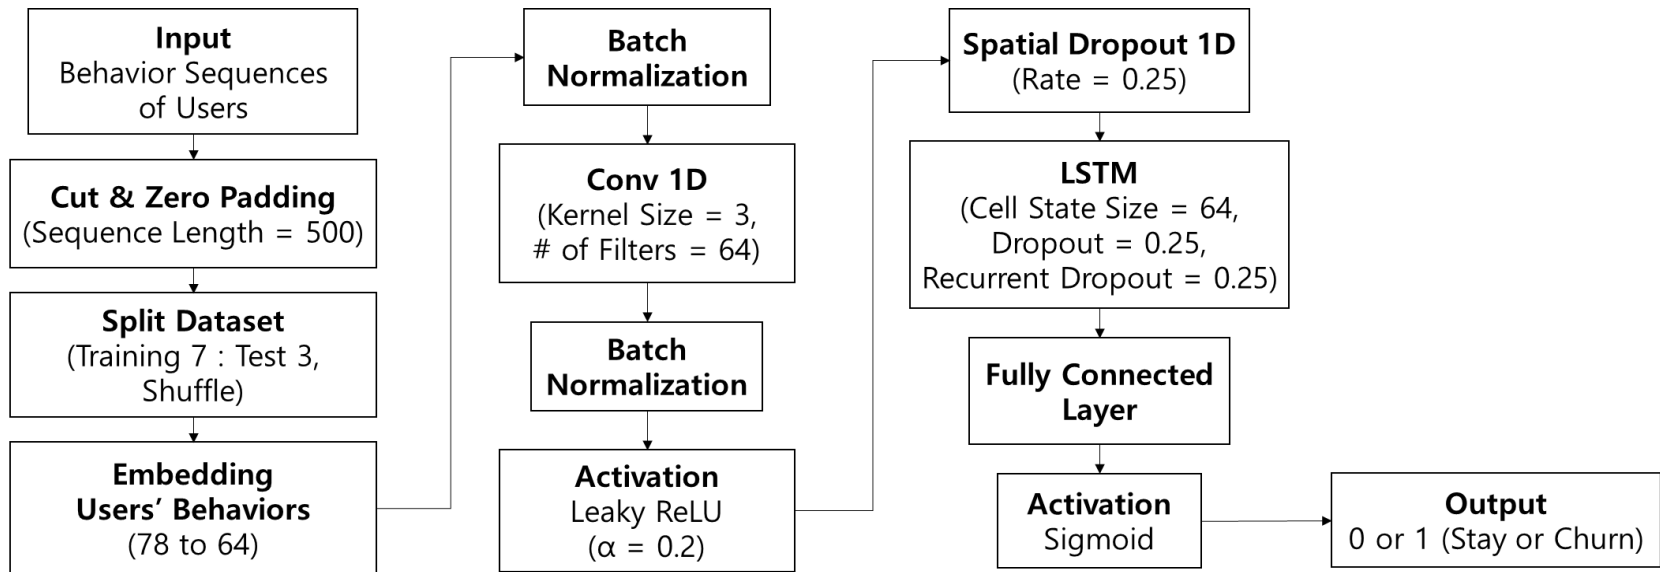 Input
Behavior Sequences
of Users
Cut & Zero Padding
(Sequence Length = 500)
Split Dataset
(Training 7 : Test 3,
Shuffle)
Embedding
Users’ Behaviors
(78 to 64)
Batch
Normalization
Conv 1D
(Kernel Size = 3,
# of Filters = 64)
Batch
Normalization
Activation
Leaky ReLU
(α = 0.2)
Spatial Dropout 1D
(Rate = 0.25)
LSTM
(Cell State Size = 64,
Dropout = 0.25,
Recurrent Dropout = 0.25)
Fully Connected
Layer
Activation
Sigmoid
Output
0 or 1 (Stay or Churn)